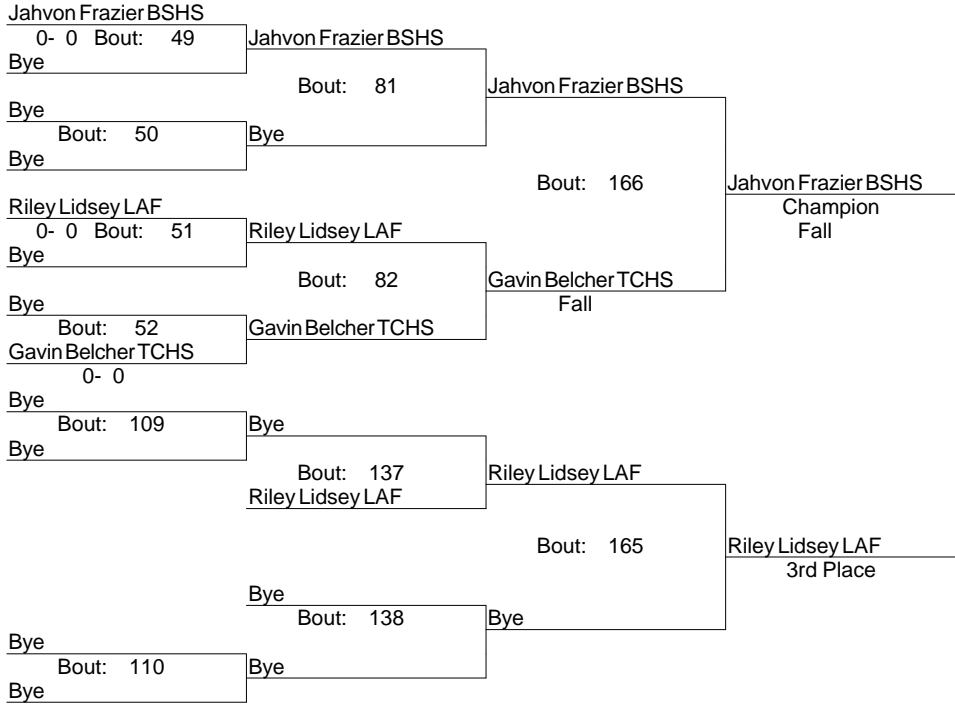 Jahvon Frazier BSHS
0- 0 Bout: 49 Jahvon Frazier BSHS
Bye
Bout: 81 Jahvon Frazier BSHS
Bye
Bout: 50 Bye
Bye
Bout: 166 Jahvon Frazier BSHS
Riley Lidsey LAF Champion
0- 0 Bout: 51 Riley Lidsey LAF Fall
Bye
Bout: 82 Gavin Belcher TCHS
Bye Fall
Bout: 52 Gavin Belcher TCHS
Gavin Belcher TCHS
0- 0
Bye
Bout: 109 Bye
Bye
Bout: 137 Riley Lidsey LAF
Riley Lidsey LAF
Bout: 165 Riley Lidsey LAF
3rd Place
Bye
Bout: 138 Bye
Bye
Bout: 110 Bye
Bye